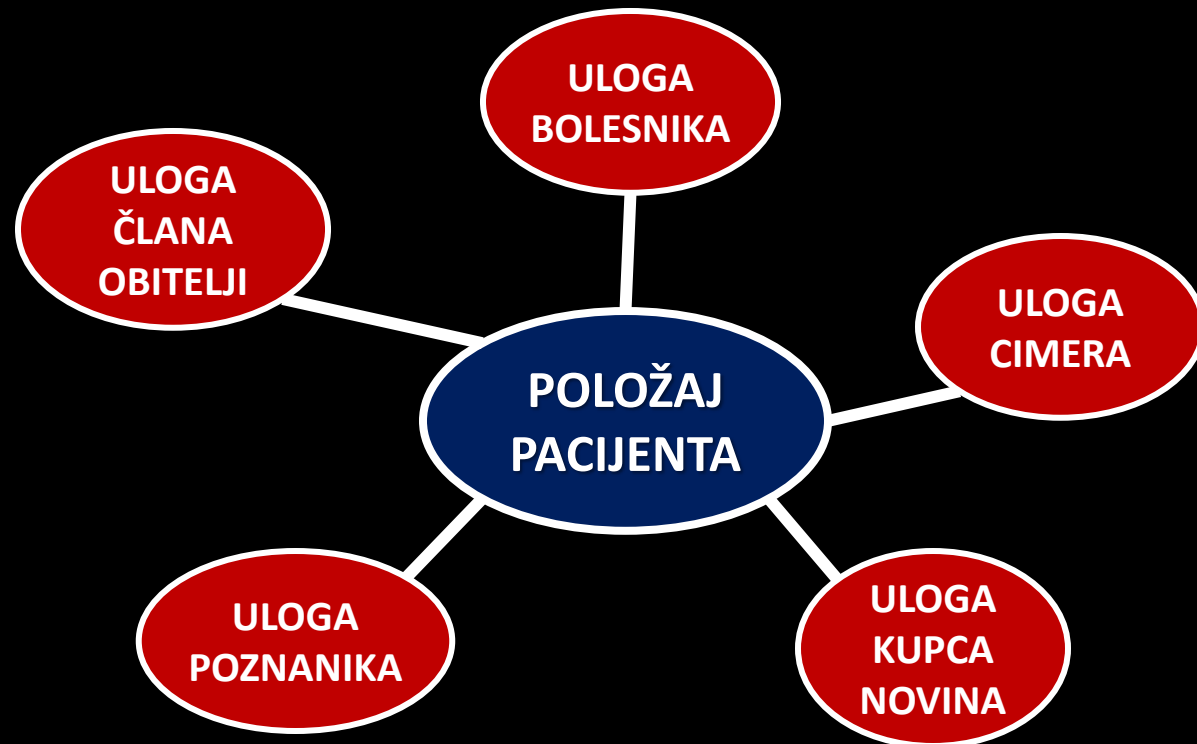 ULOGA
BOLESNIKA
ULOGA
ČLANA
OBITELJI
ULOGA
CIMERA
POLOŽAJ
PACIJENTA
ULOGA
POZNANIKA
ULOGA
KUPCA
NOVINA